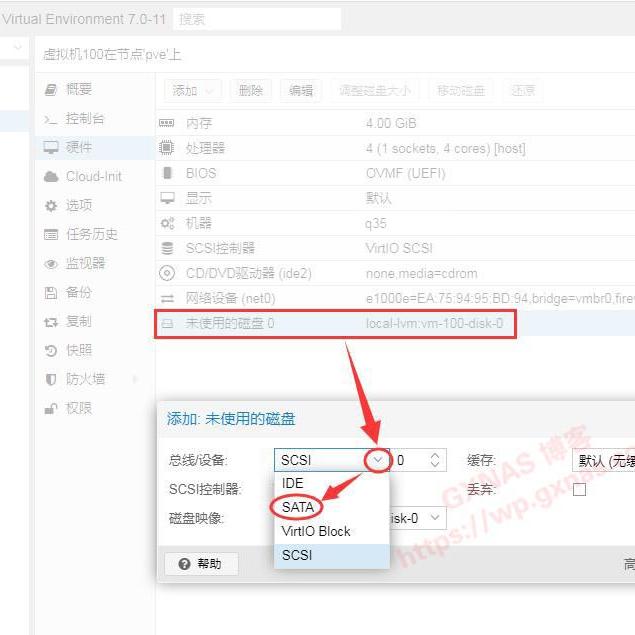 Virtual Environment 7.0-11 搜索
虚拟机100在节点'pve'上
概要
控制台
硬件
Cloud-Init
选项
任务历史
监视器
备份
复制
快照
防火墙
权限
添加 删除 编辑 调整磁盘大小 移动磁盘 还原
内存 4.00 GiB
处理器 4 (1 sockets, 4 cores) [host]
BIOS OVMF (UEFI)
显示 默认
机器 q35
SCSI控制器 VirtIO SCSI
CD/DVD驱动器 (ide2) none,media=cdrom
网络设备 (net0) e1000e=EA:75:94:95:BD:94,bridge=vmbr0,firew
未使用的磁盘 0 local-lvm:vm-100-disk-0
添加: 未使用的磁盘
总线/设备: SCSI 0 缓存: 默认 (无缓
IDE
SCSI控制器: 丢弃:
SATA
磁盘映像: isk-0
VirtIO Block
SCSI
帮助 高
GXNAS 博客
https://wp.gxnas.